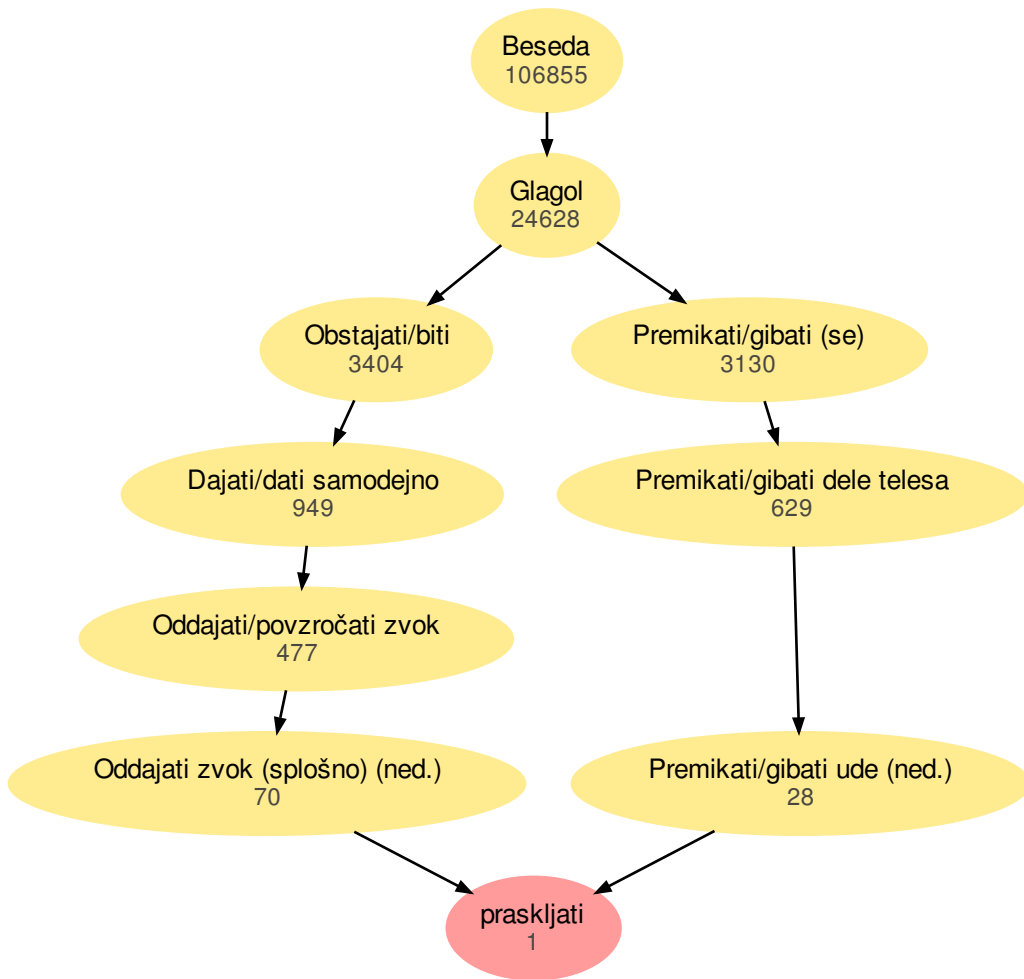 Beseda
106855
Glagol
24628
Obstajati/biti
3404
Premikati/gibati (se)
3130
Dajati/dati samodejno
949
Premikati/gibati dele telesa
629
Oddajati/povzročati zvok
477
Oddajati zvok (splošno) (ned.)
70
Premikati/gibati ude (ned.)
28
praskljati
1